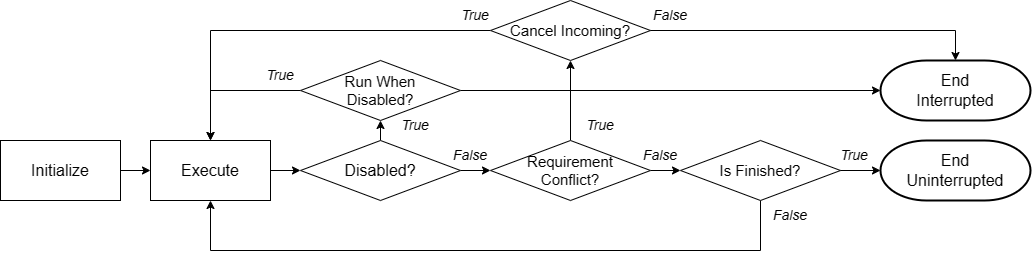 True
Cancel Incoming?
False
True
Run When
Disabled?
End
Interrupted
True
True
Initialize
Execute
Disabled?
False
Requirement
Conflict?
False
Is Finished?
True
End
Uninterrupted
False